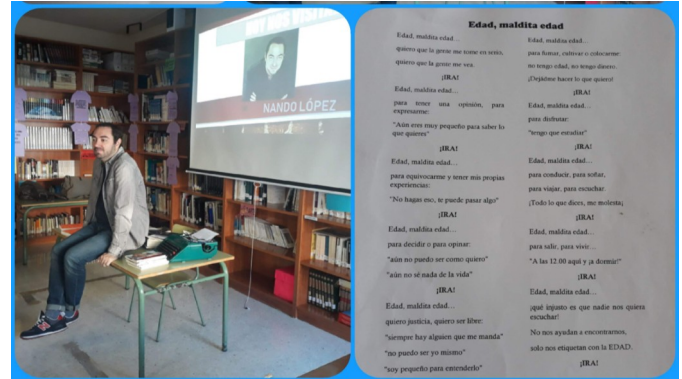 HOY NOS VISITA
NANDO LÓPEZ
Edad, maldita edad
Edad, maldita edad...
quiero que la gente me tome en serio,
quiero que la gente me vea.
¡IRA!
Edad, maldita edad...
para tener una opinión, para
expresarme:
"Aún eres muy pequeño para saber lo
que quieres"
¡IRA!
Edad, maldita edad...
para equivocarme y tener mis propias
experiencias:
"No hagas eso, te puede pasar algo"
¡IRA!
Edad, maldita edad...
para decidir o para opinar:
"aún no puedo ser como quiero"
"aún no sé nada de la vida"
¡IRA!
Edad, maldita edad...
quiero justicia, quiero ser libre:
"siempre hay alguien que me manda"
"no puedo ser yo mismo"
"soy pequeño para entenderlo"
Edad, maldita edad...
para fumar, cultivar o colocarme:
no tengo edad, no tengo dinero.
¡Dejádme hacer lo que quiero!
¡IRA!
Edad, maldita edad...
para disfrutar:
"tengo que estudiar"
¡IRA!
Edad, maldita edad...
para conducir, para soñar,
para viajar, para escuchar
¡Todo lo que dices, me molesta¡
¡IRA!
Edad, maldita edad...
para salir, para vivir...
"A las 12:00 aquí y ¡a dormir!"
¡IRA!
Edad, maldita edad...
¡qué injusto es que nadie nos quiera
escuchar!
No nos ayudan a encontrarnos,
solo nos etiquetan con la EDAD.
¡IRA!